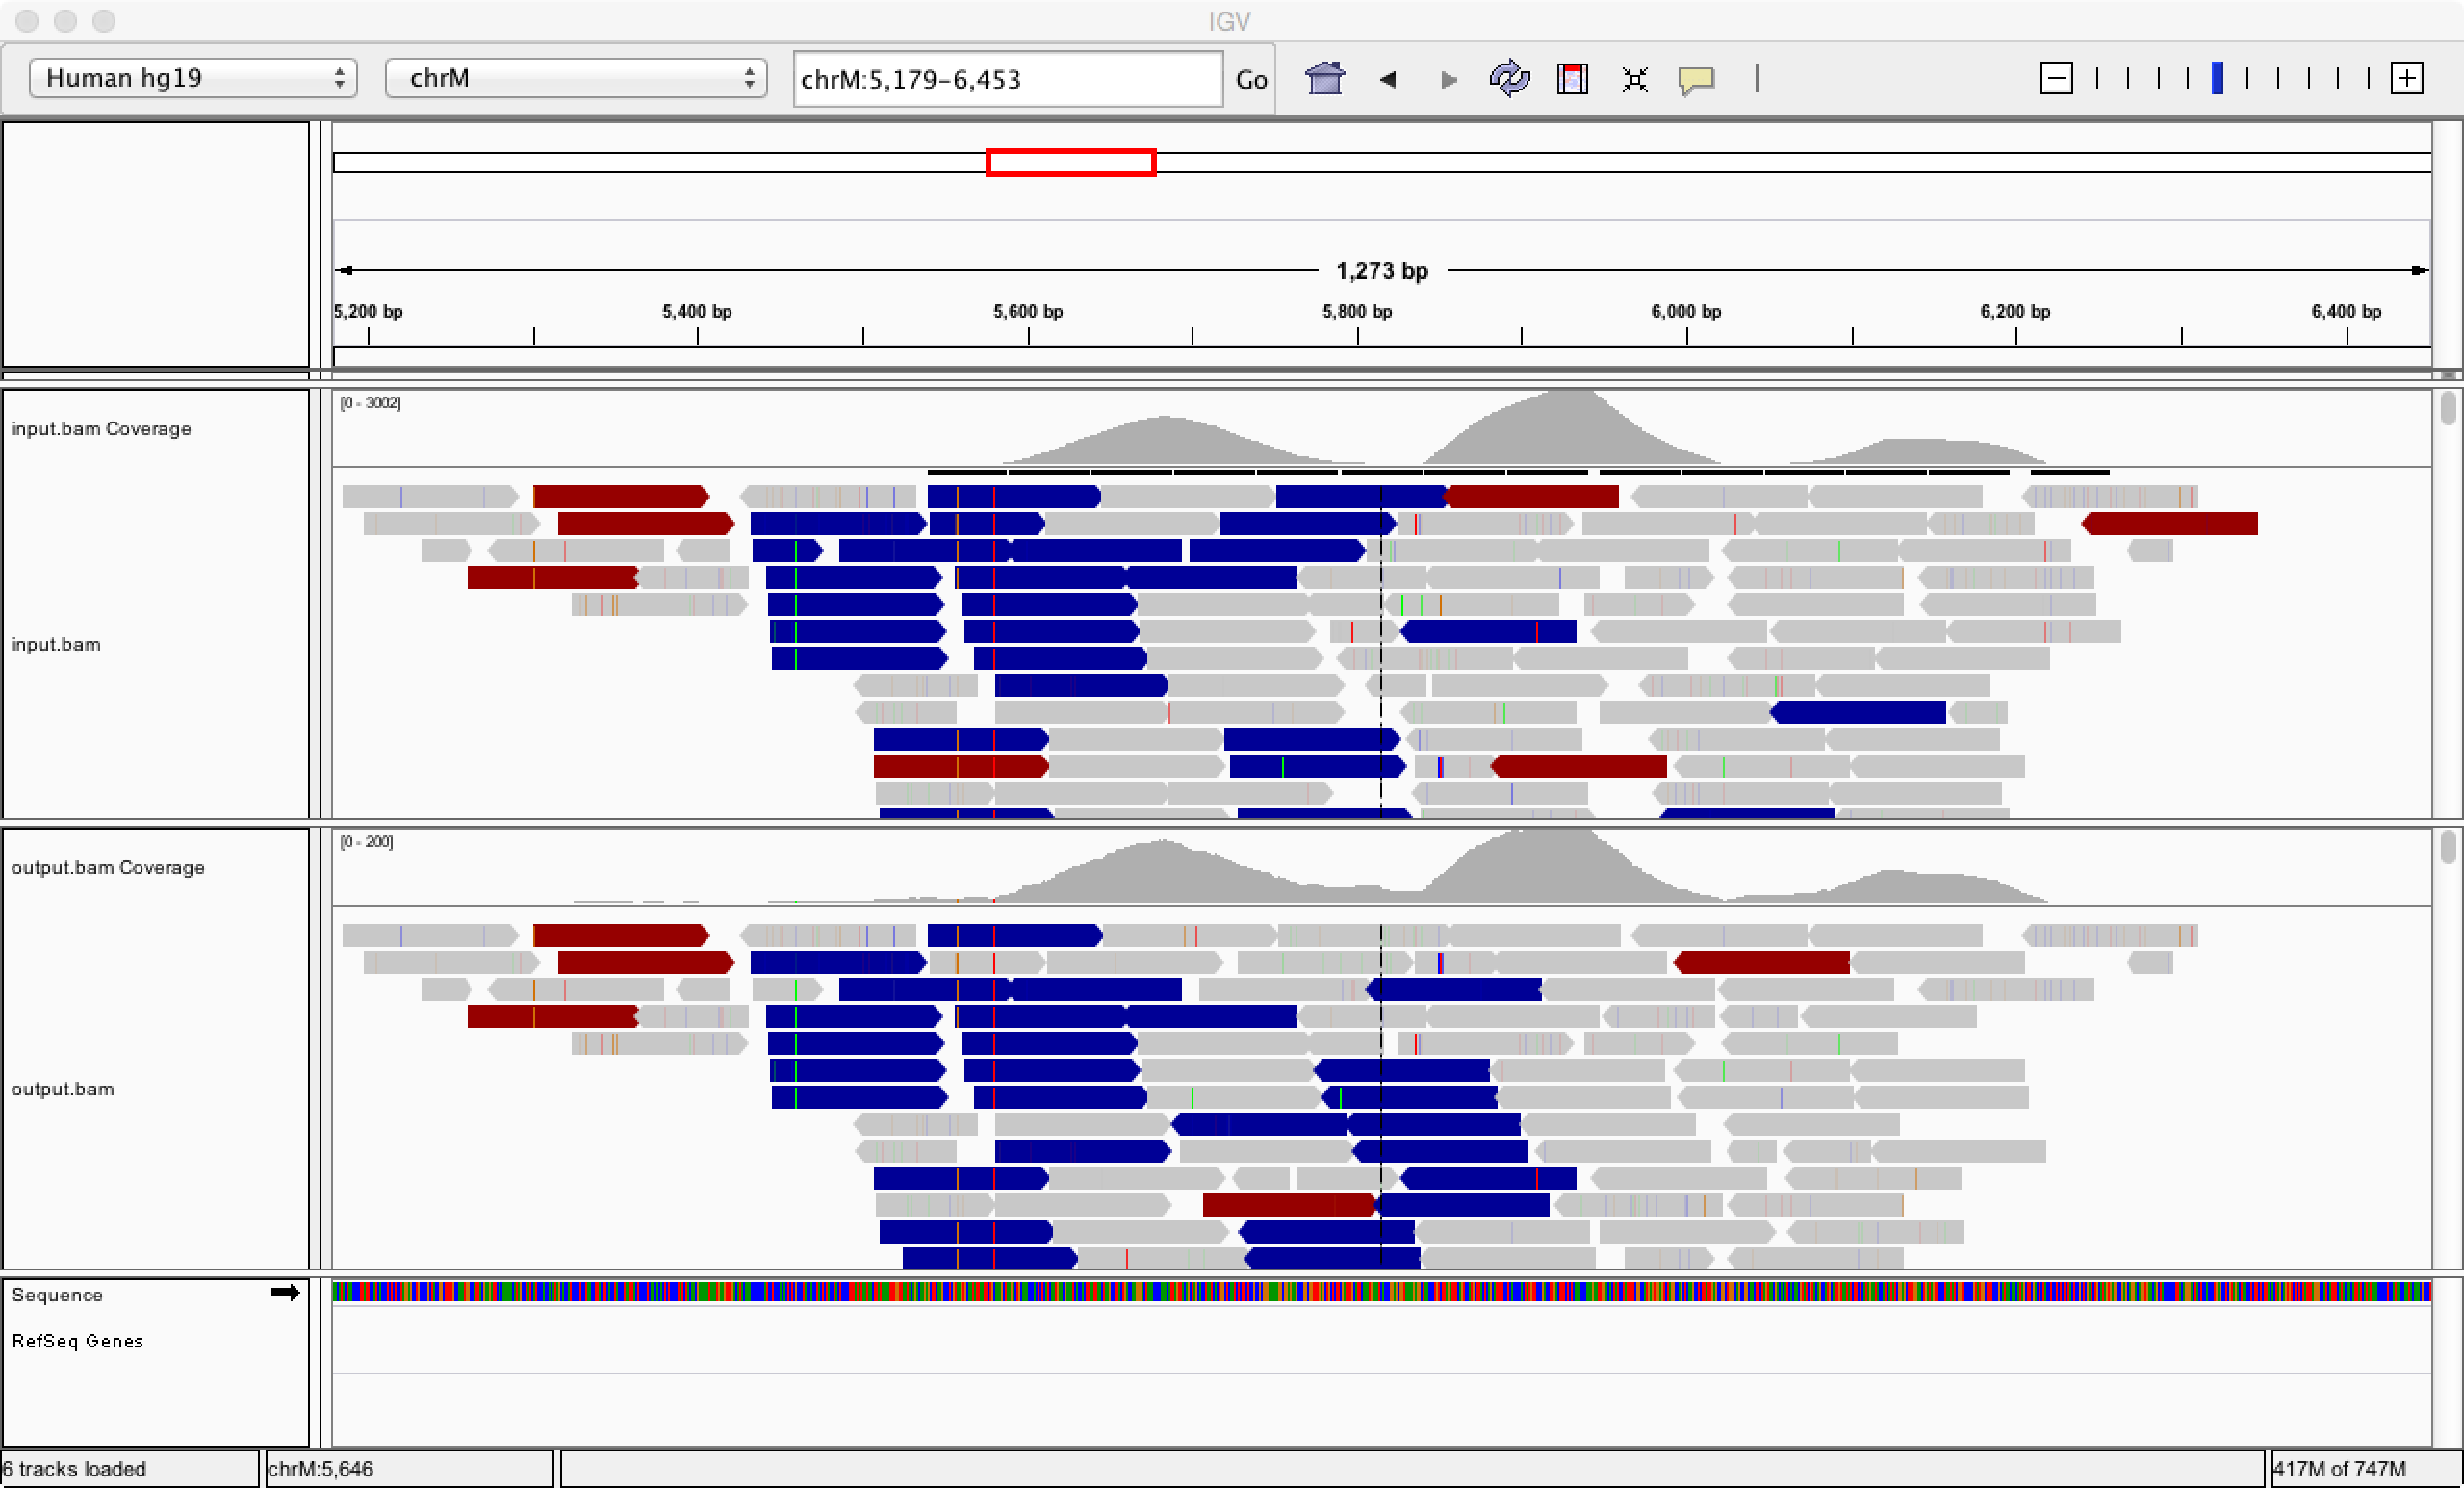 IGV
Human hg19
chrM
chrM:5,179-6,453
Go
1,273 bp
5,200 bp
5,400 bp
5,600 bp
5,800 bp
6,000 bp
6,200 bp
6,400 bp
[0 - 3002]
input.bam Coverage
input.bam
[0 - 200]
output.bam Coverage
output.bam
Sequence
RefSeq Genes
6 tracks loaded
chrM:5,646
417M of 747M